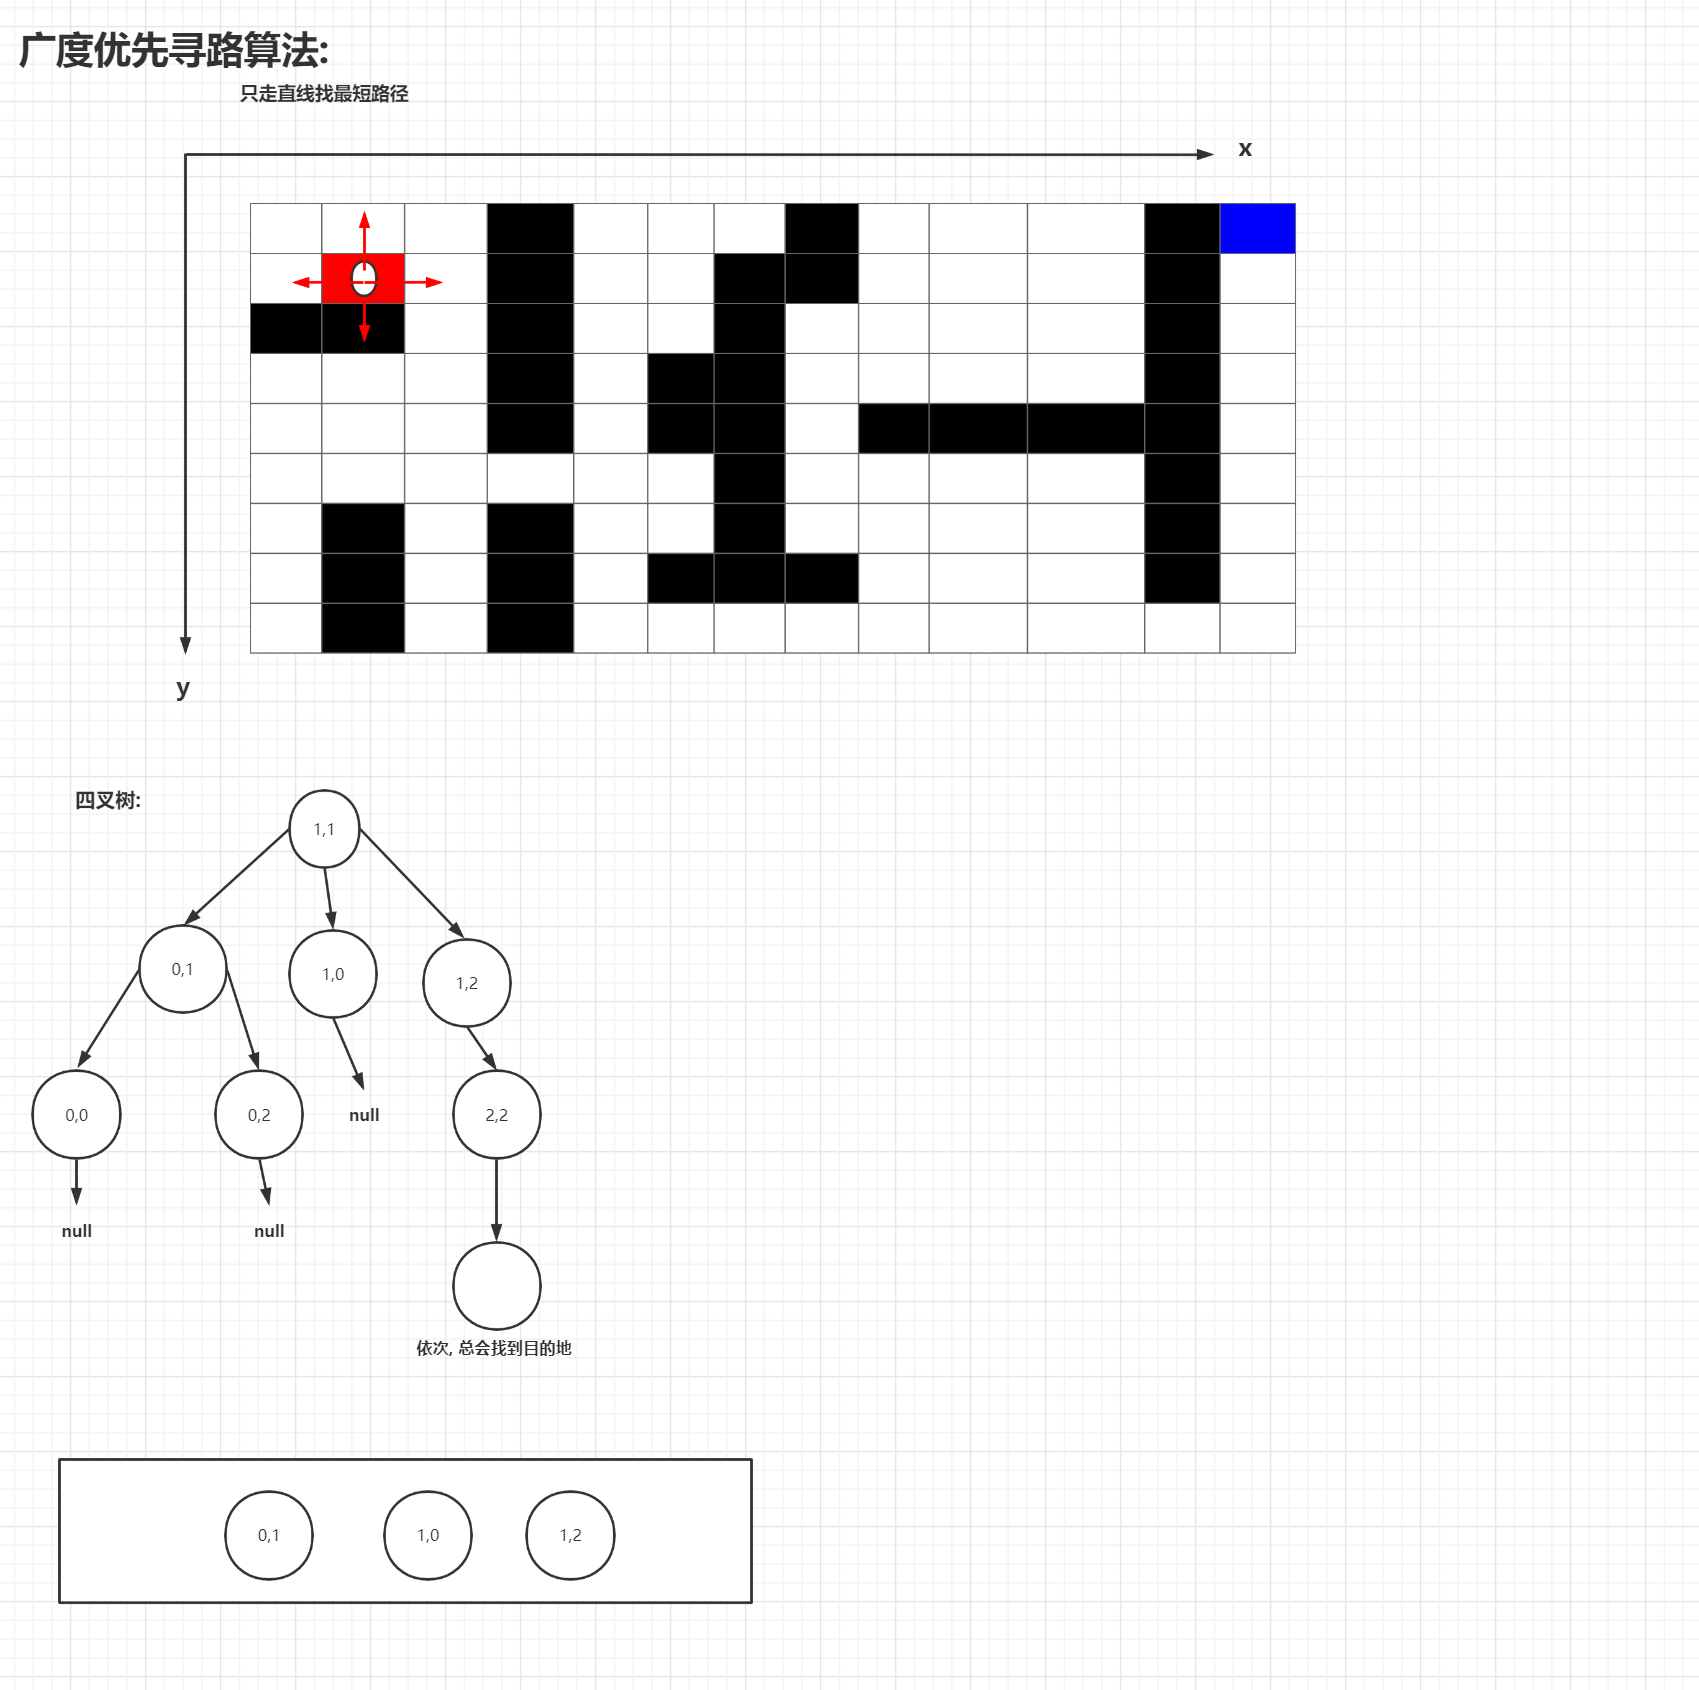 广度优先寻路算法:
只走直线找最短路径
x
y
四叉树:
1,1
0,1
1,0
1,2
0,0
0,2
null
2,2
null
null
依次, 总会找到目的地
0,1
1,0
1,2